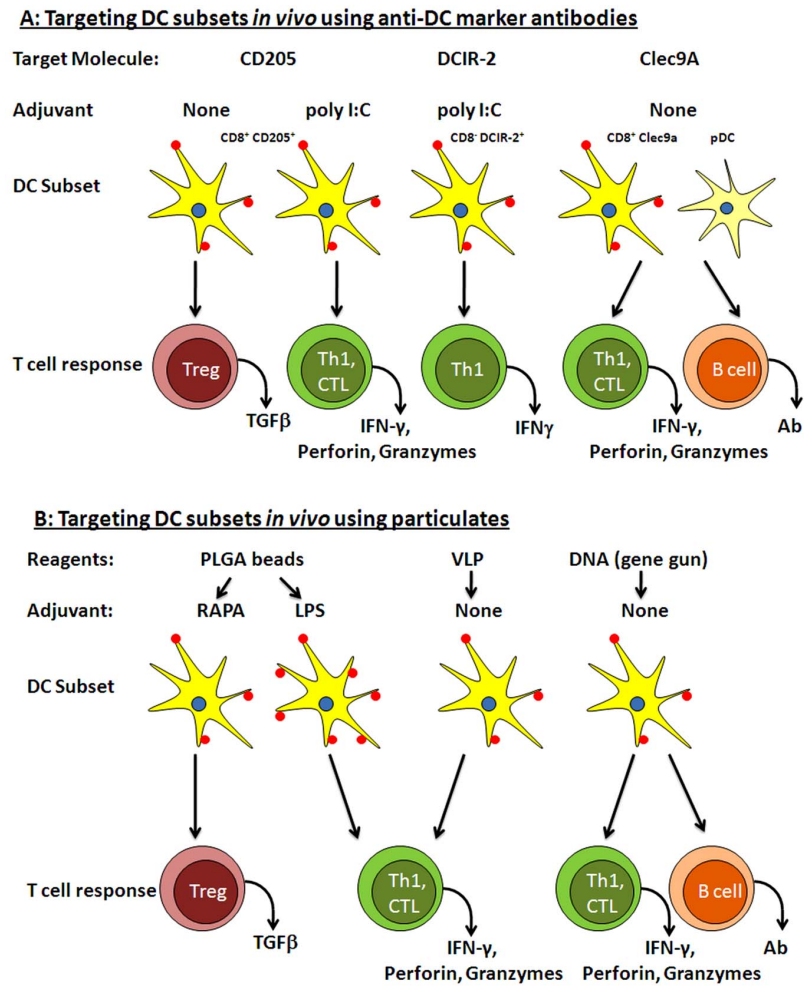 A: Targeting DC subsets in vivo using anti-DC marker antibodies
Target Molecule: CD205 DCIR-2 Clec9A
Adjuvant None poly I:C poly I:C None
CD8⁺ CD205⁺ CD8⁻ DCIR-2⁺ CD8⁺ Clec9a pDC
DC Subset
T cell response Treg Th1, CTL Th1 Th1, CTL B cell
TGFβ IFN-γ, IFNγ IFN-γ, Ab
Perforin, Granzymes Perforin, Granzymes
B: Targeting DC subsets in vivo using particulates
Reagents: PLGA beads VLP DNA (gene gun)
Adjuvant: RAPA LPS None None
DC Subset
T cell response Treg Th1, CTL Th1, CTL B cell
TGFβ IFN-γ, IFN-γ, Ab
Perforin, Granzymes Perforin, Granzymes